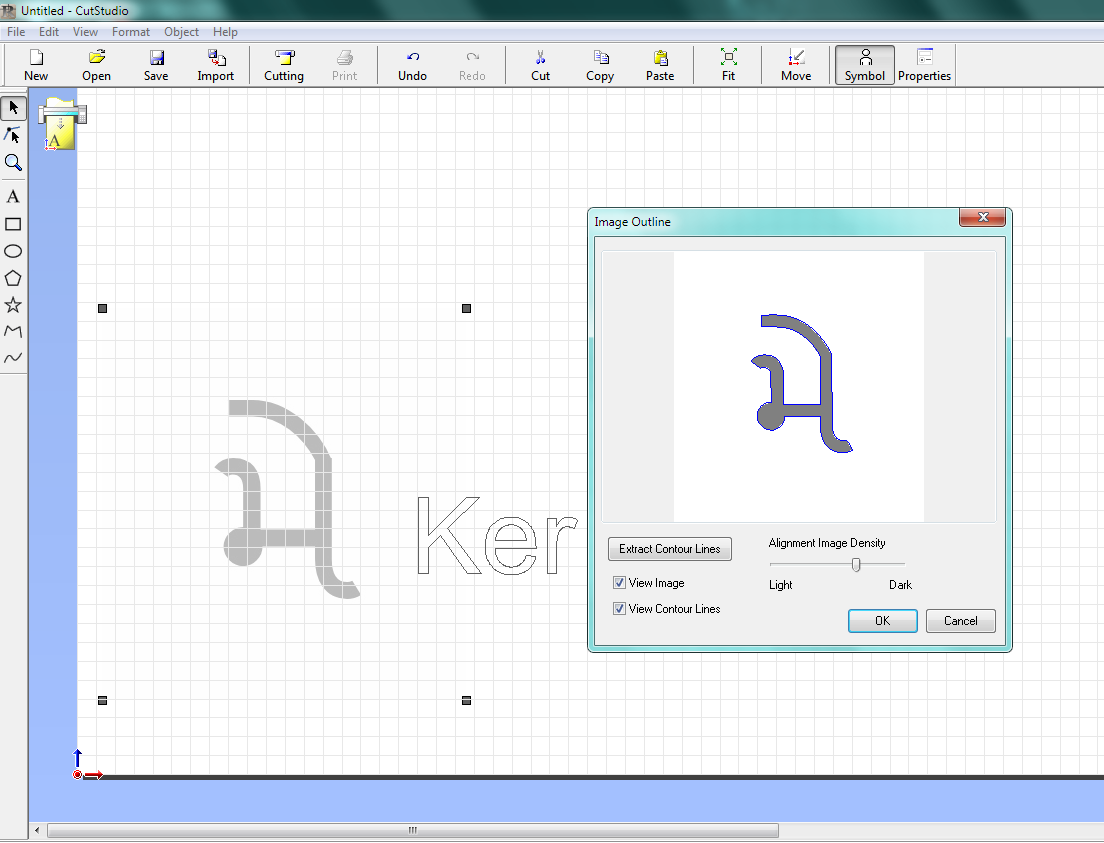 Untitled - CutStudio
File Edit View Format Object Help
New Open Save Import Cutting Print Undo Redo Cut Copy Paste Fit Move Symbol Properties
A
A
Image Outline
Ker
Extract Contour Lines
View Image
View Contour Lines
Alignment Image Density
Light Dark
OK Cancel